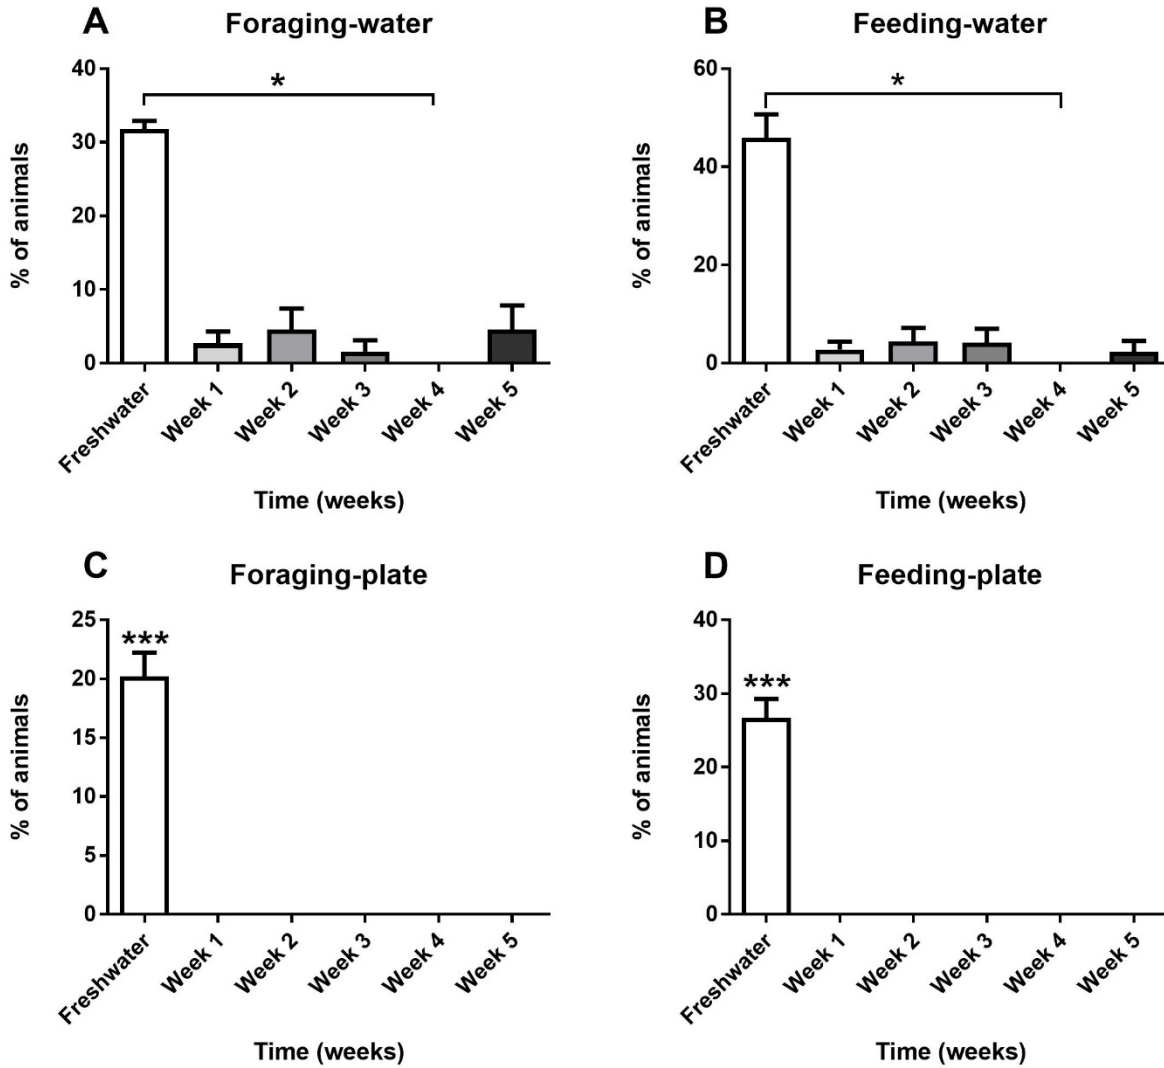 A Foraging-water
% of animals
40
30
20
10
0
*
Freshwater
Week 1
Week 2
Week 3
Week 4
Week 5
Time (weeks)
B Feeding-water
% of animals
60
40
20
0
*
Freshwater
Week 1
Week 2
Week 3
Week 4
Week 5
Time (weeks)
C Foraging-plate
% of animals
25
20
15
10
5
0
***
Freshwater
Week 1
Week 2
Week 3
Week 4
Week 5
Time (weeks)
D Feeding-plate
% of animals
40
30
20
10
0
***
Freshwater
Week 1
Week 2
Week 3
Week 4
Week 5
Time (weeks)